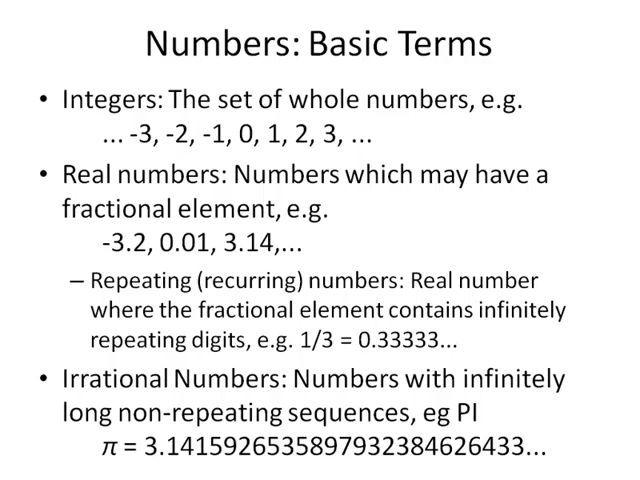 Numbers: Basic Terms
• Integers: The set of whole numbers, e.g.
... -3, -2, -1, 0, 1, 2, 3, ...
• Real numbers: Numbers which may have a
fractional element, e.g.
-3.2, 0.01, 3.14,...
– Repeating (recurring) numbers: Real number
where the fractional element contains infinitely
repeating digits, e.g. 1/3 = 0.33333...
• Irrational Numbers: Numbers with infinitely
long non-repeating sequences, eg PI
π = 3.1415926535897932384626433...